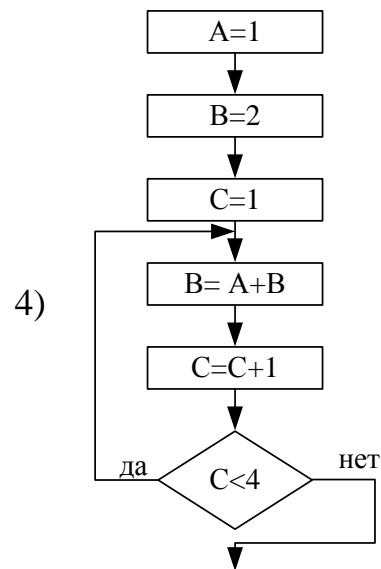 A=1
B=2
C=1
4)
B= A+B
C=C+1
да
C<4
нет